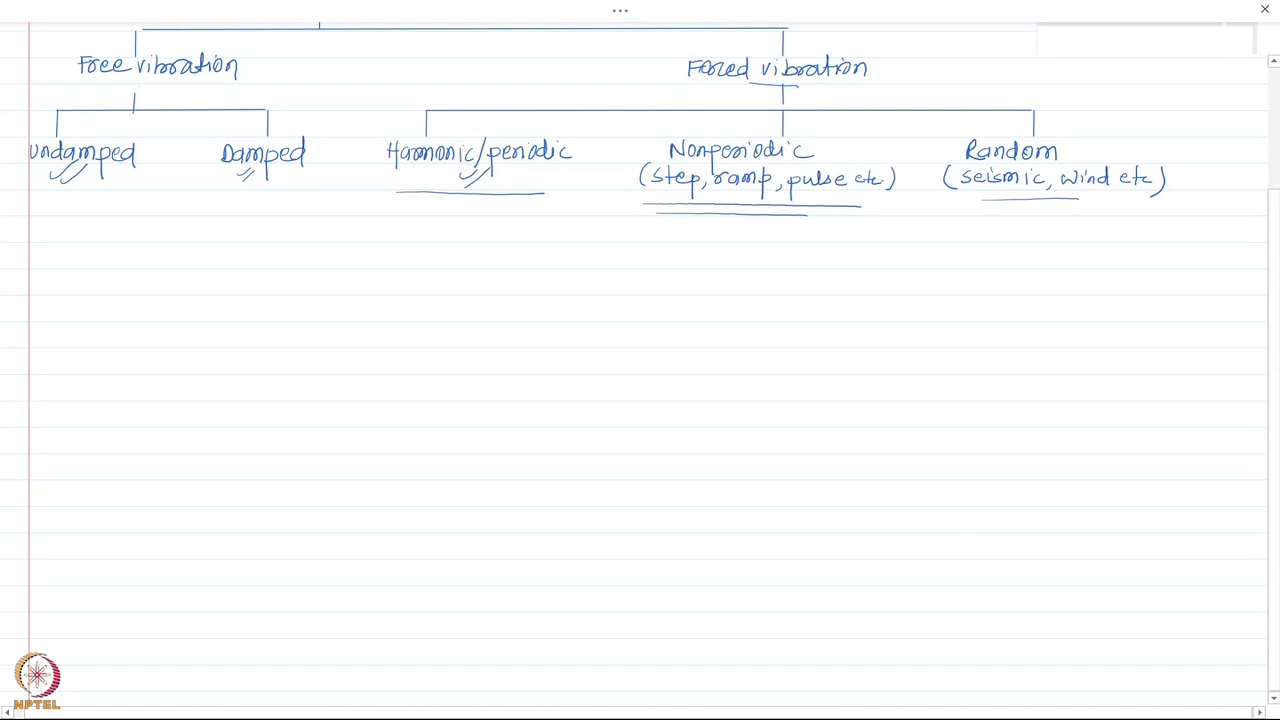 Free vibration
Forced vibration
Undamped
Damped
Harmonic/periodic
Nonperiodic
(step, ramp, pulse etc.)
Random
(seismic, wind etc)
NPTEL